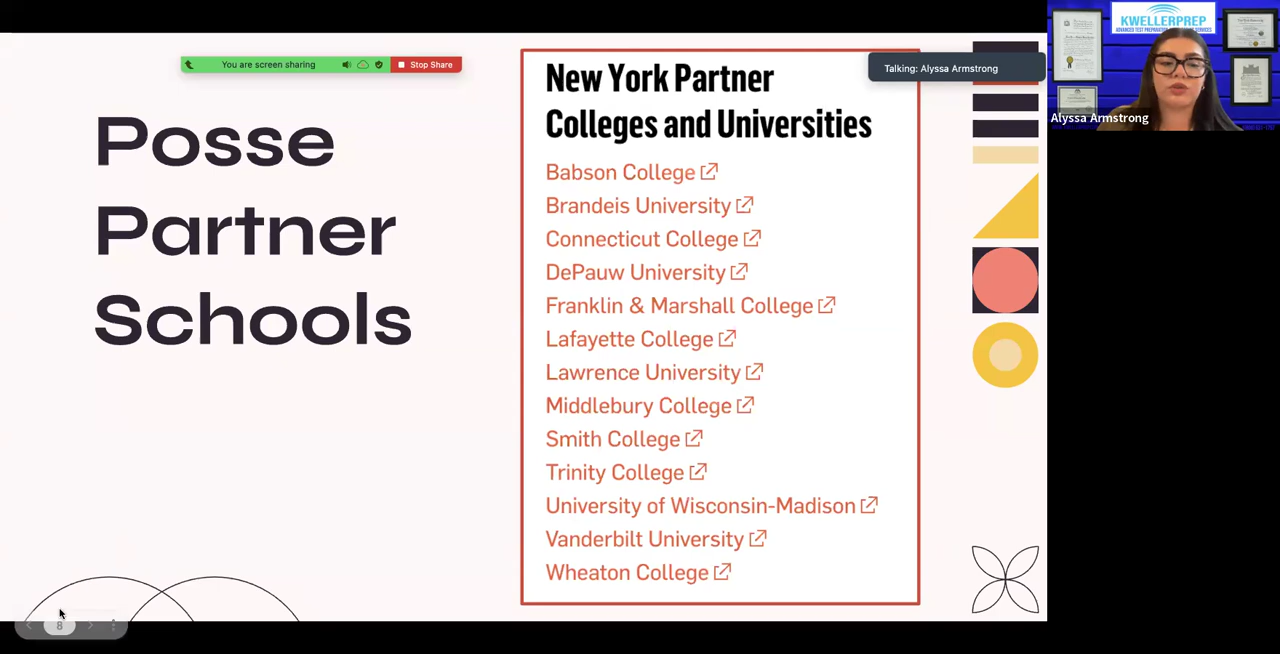 You are screen sharing
Stop Share
Talking: Alyssa Armstrong
KWELLERPREP
Alyssa Armstrong
Posse
Partner
Schools
New York Partner
Colleges and Universities
Babson College
Brandeis University
Connecticut College
DePauw University
Franklin & Marshall College
Lafayette College
Lawrence University
Middlebury College
Smith College
Trinity College
University of Wisconsin-Madison
Vanderbilt University
Wheaton College
8